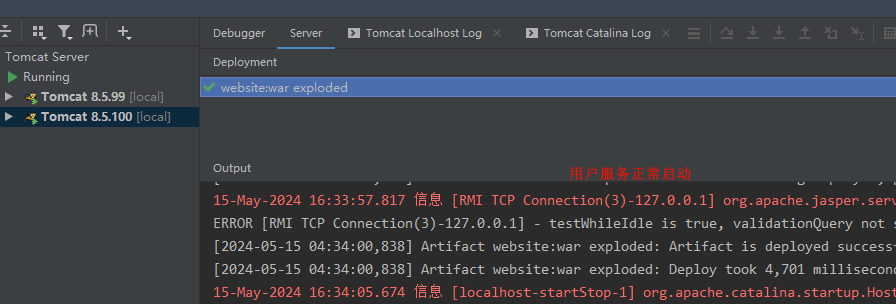 Debugger Server Tomcat Localhost Log Tomcat Catalina Log
Tomcat Server
Running
Tomcat 8.5.99 [local]
Tomcat 8.5.100 [local]
Deployment
website:war exploded
Output
用户服务正常启动
15-May-2024 16:33:57.817 信息 [RMI TCP Connection(3)-127.0.0.1] org.apache.jasper.serv
ERROR [RMI TCP Connection(3)-127.0.0.1] - testWhileIdle is true, validationQuery not s
[2024-05-15 04:34:00,838] Artifact website:war exploded: Artifact is deployed success
[2024-05-15 04:34:00,838] Artifact website:war exploded: Deploy took 4,701 millisecon
15-May-2024 16:34:05.674 信息 [localhost-startStop-1] org.apache.catalina.startup.Host